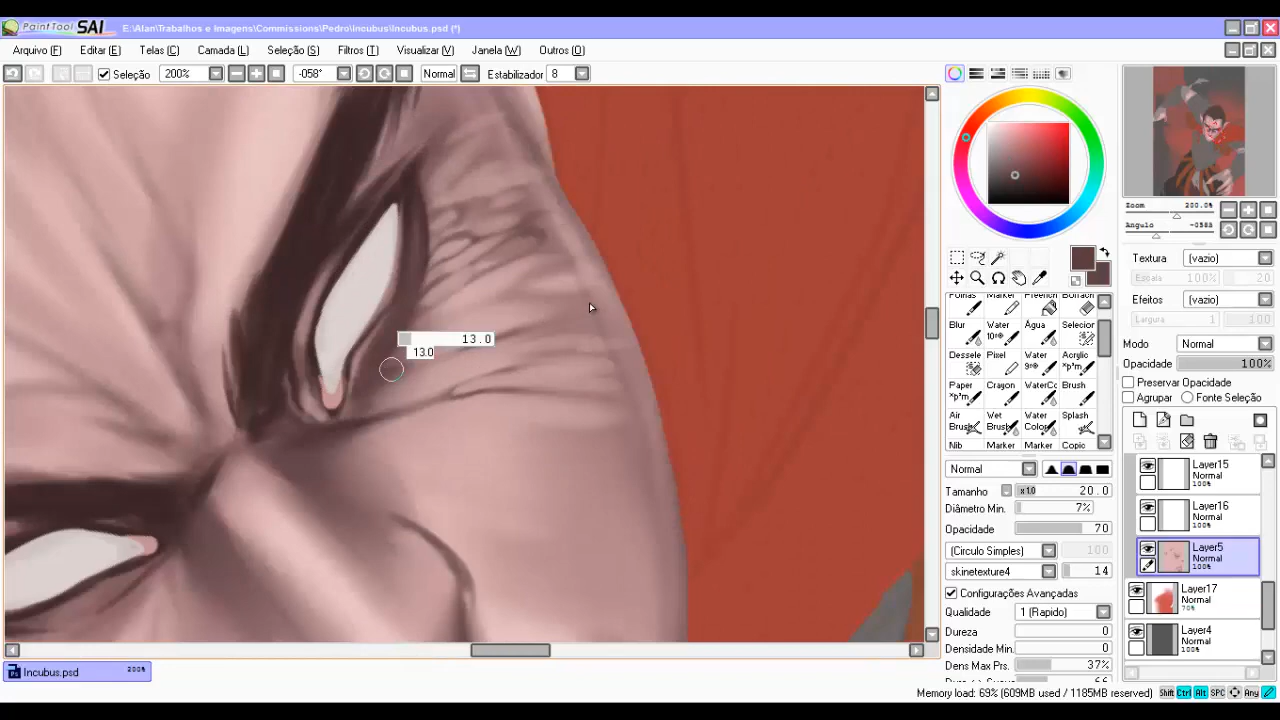 PaintTool SAI E:\Alan\Trabalhos e Imagens\Commissions\Pedro\Incubus\Incubus.psd (*)
Arquivo (F) Editar (E) Telas (C) Camada (L) Seleção (S) Filtros (T) Visualizar (V) Janela (W) Outros (O)
Seleção 200% -058° Normal Estabilizador 8
13.0
13.0
Zoom 200.0%
Angulo -058º
Textura (vazio)
Escala 100% 20
Efeitos (vazio)
Largura 1 100
Modo Normal
Opacidade 100%
Preservar Opacidade
Agrupar Fonte Seleção
Marker
Blur Water Água Selecior
Dessele Pixel Water Acrylic
Paper Crayon WaterCo Brush
Air Brush Wet Brush Water Color Splash
Nib Marker Marker Copic
Normal
Tamanho x1.0 20.0
Diâmetro Min. 7%
Opacidade 70
(Circulo Simples) 100
skinetexture4 14
Configurações Avançadas
Qualidade 1 (Rapido)
Dureza 0
Densidade Min. 0
Dens Max Prs. 37%
Layer15
Normal
100%
Layer16
Normal
100%
Layer5
Normal
100%
Layer17
Normal
70%
Layer4
Normal
100%
Incubus.psd 200%
Memory load: 69% (609MB used / 1185MB reserved) Shift Ctrl Alt SPC Any